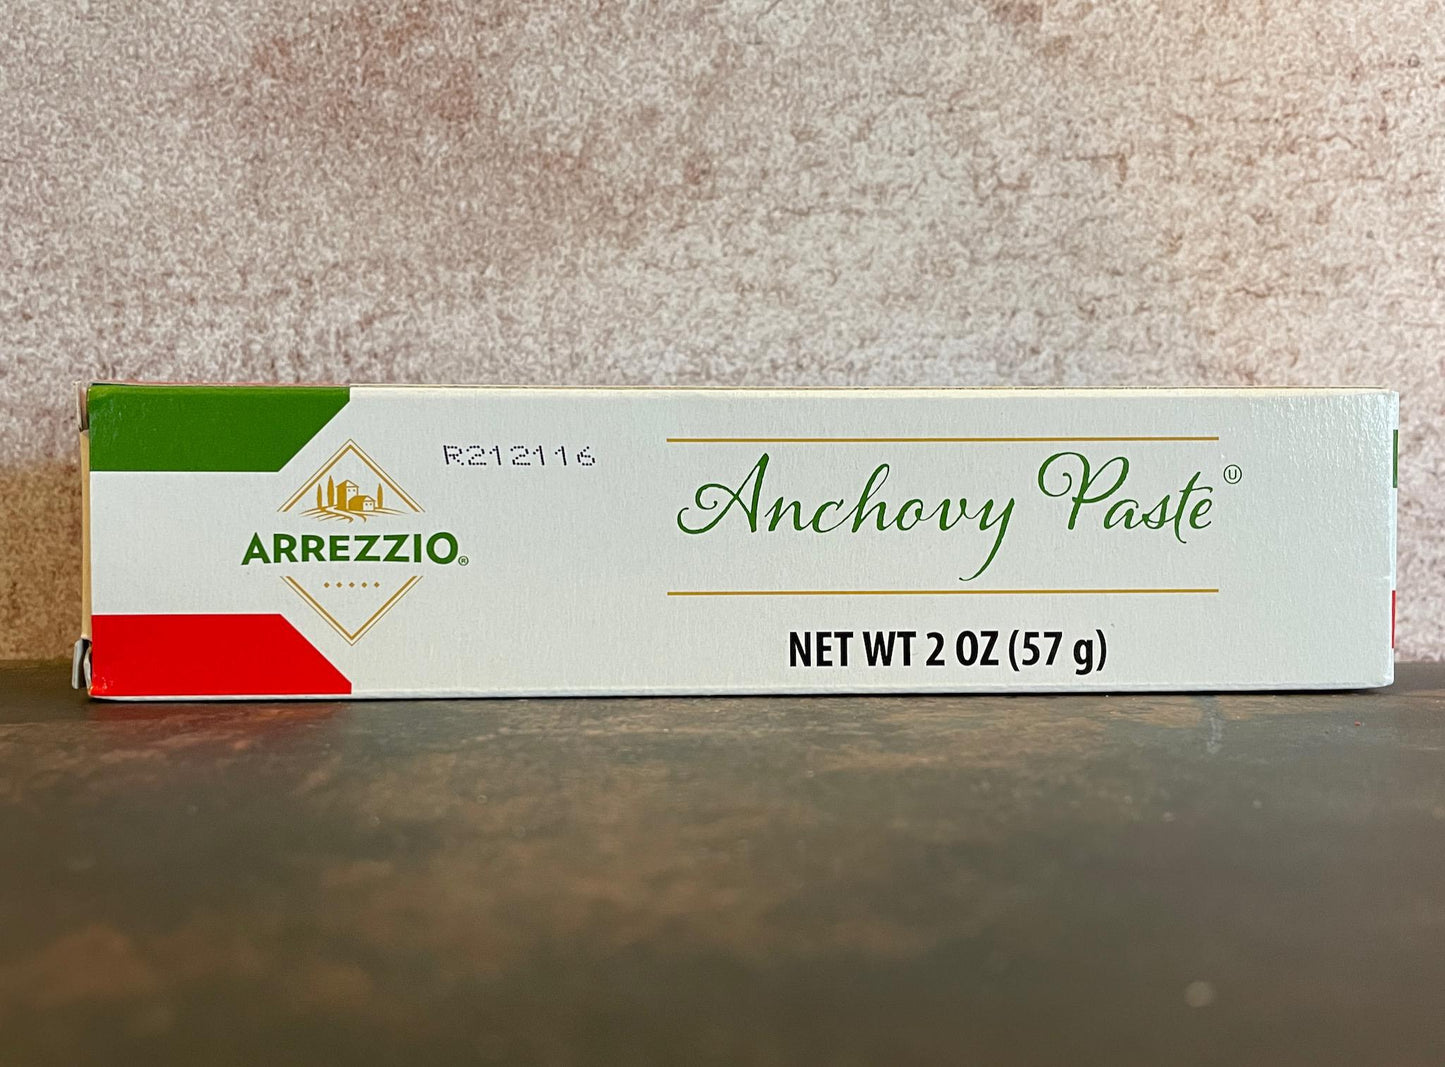 R212116
ARREZZIO®
Anchovy Paste Ⓤ
NET WT 2 OZ (57 g)